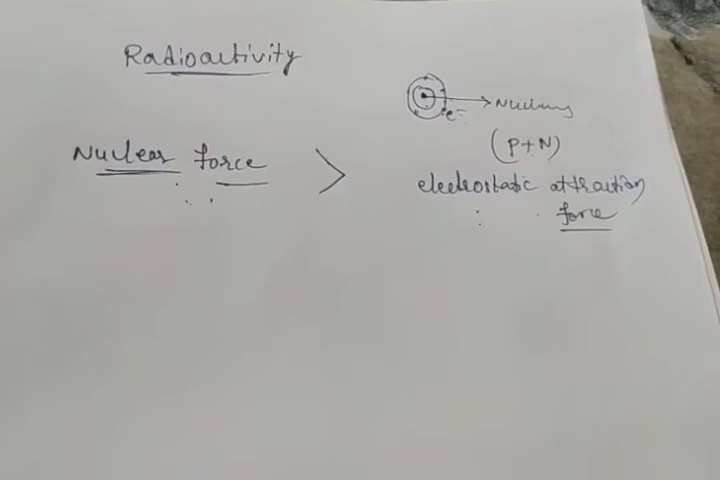 Radioactivity
Nucleus
e-
(P+N)
Nuclear force > electrostatic attraction
force